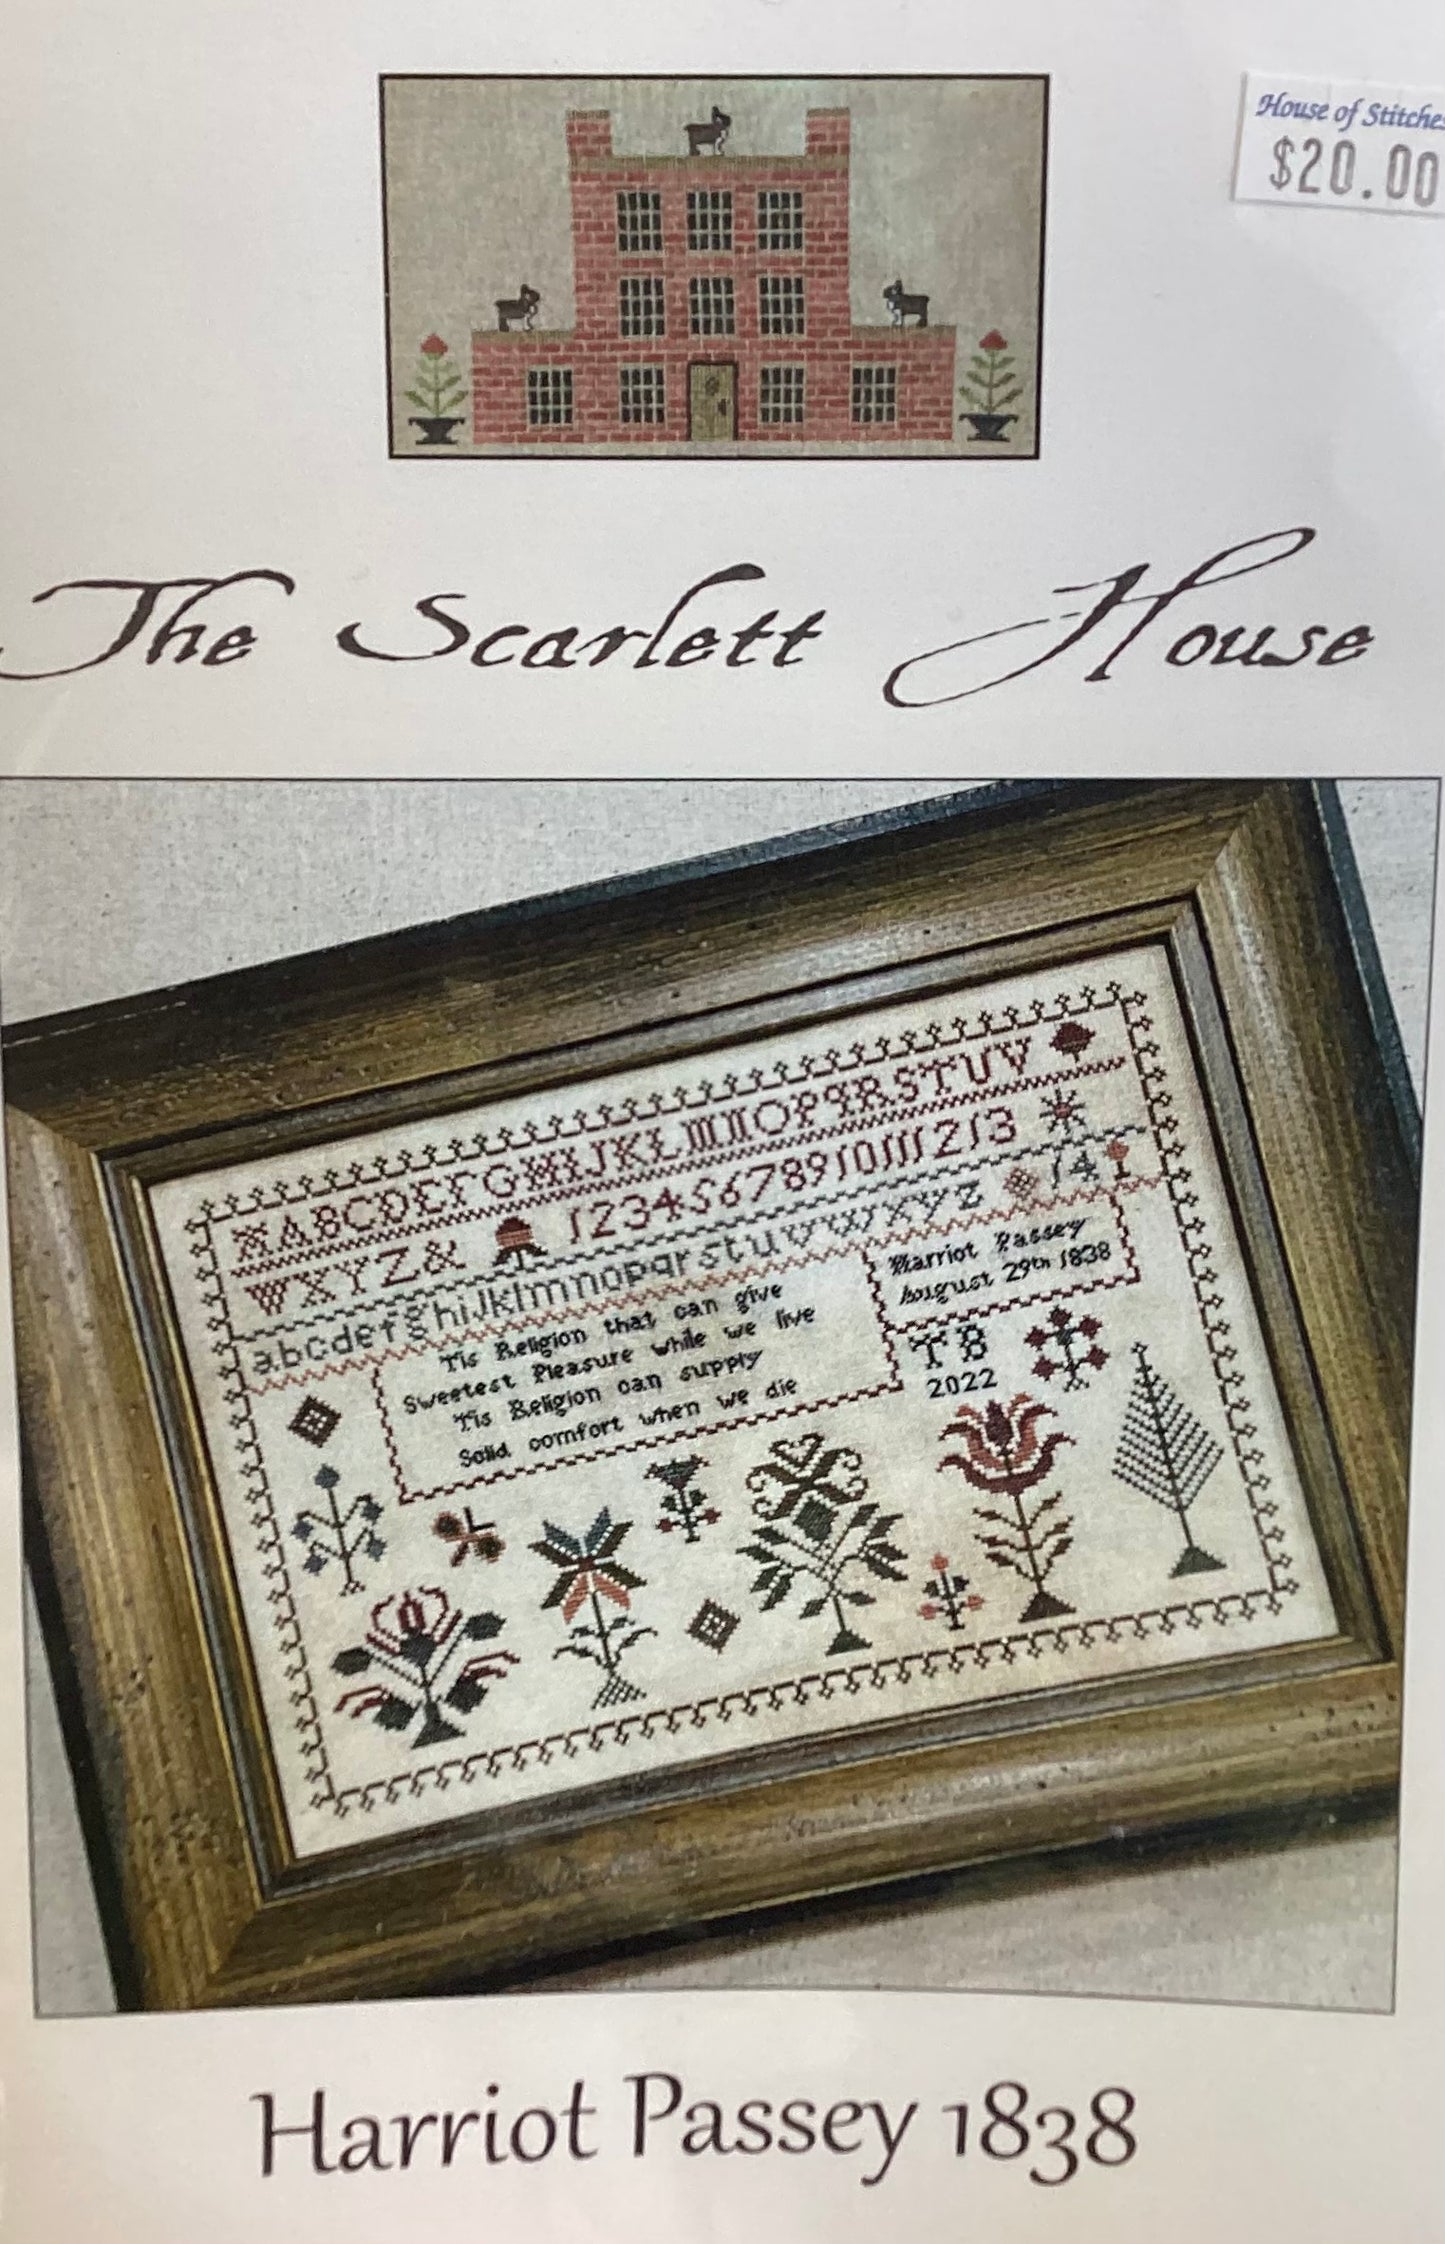 House of Stitches
$20.00
The Scarlett House
ABCDEFGHIJKLMNOPQRSTUV
WXYZ& 12345678910111213
abcdefghijklmnopqrstuvwxyz 14
'Tis Religion that can give
Sweetest Pleasure while we live
'Tis Religion can supply
Solid comfort when we die
Harriot Passey
August 29th 1838
TB
2022
Harriot Passey 1838